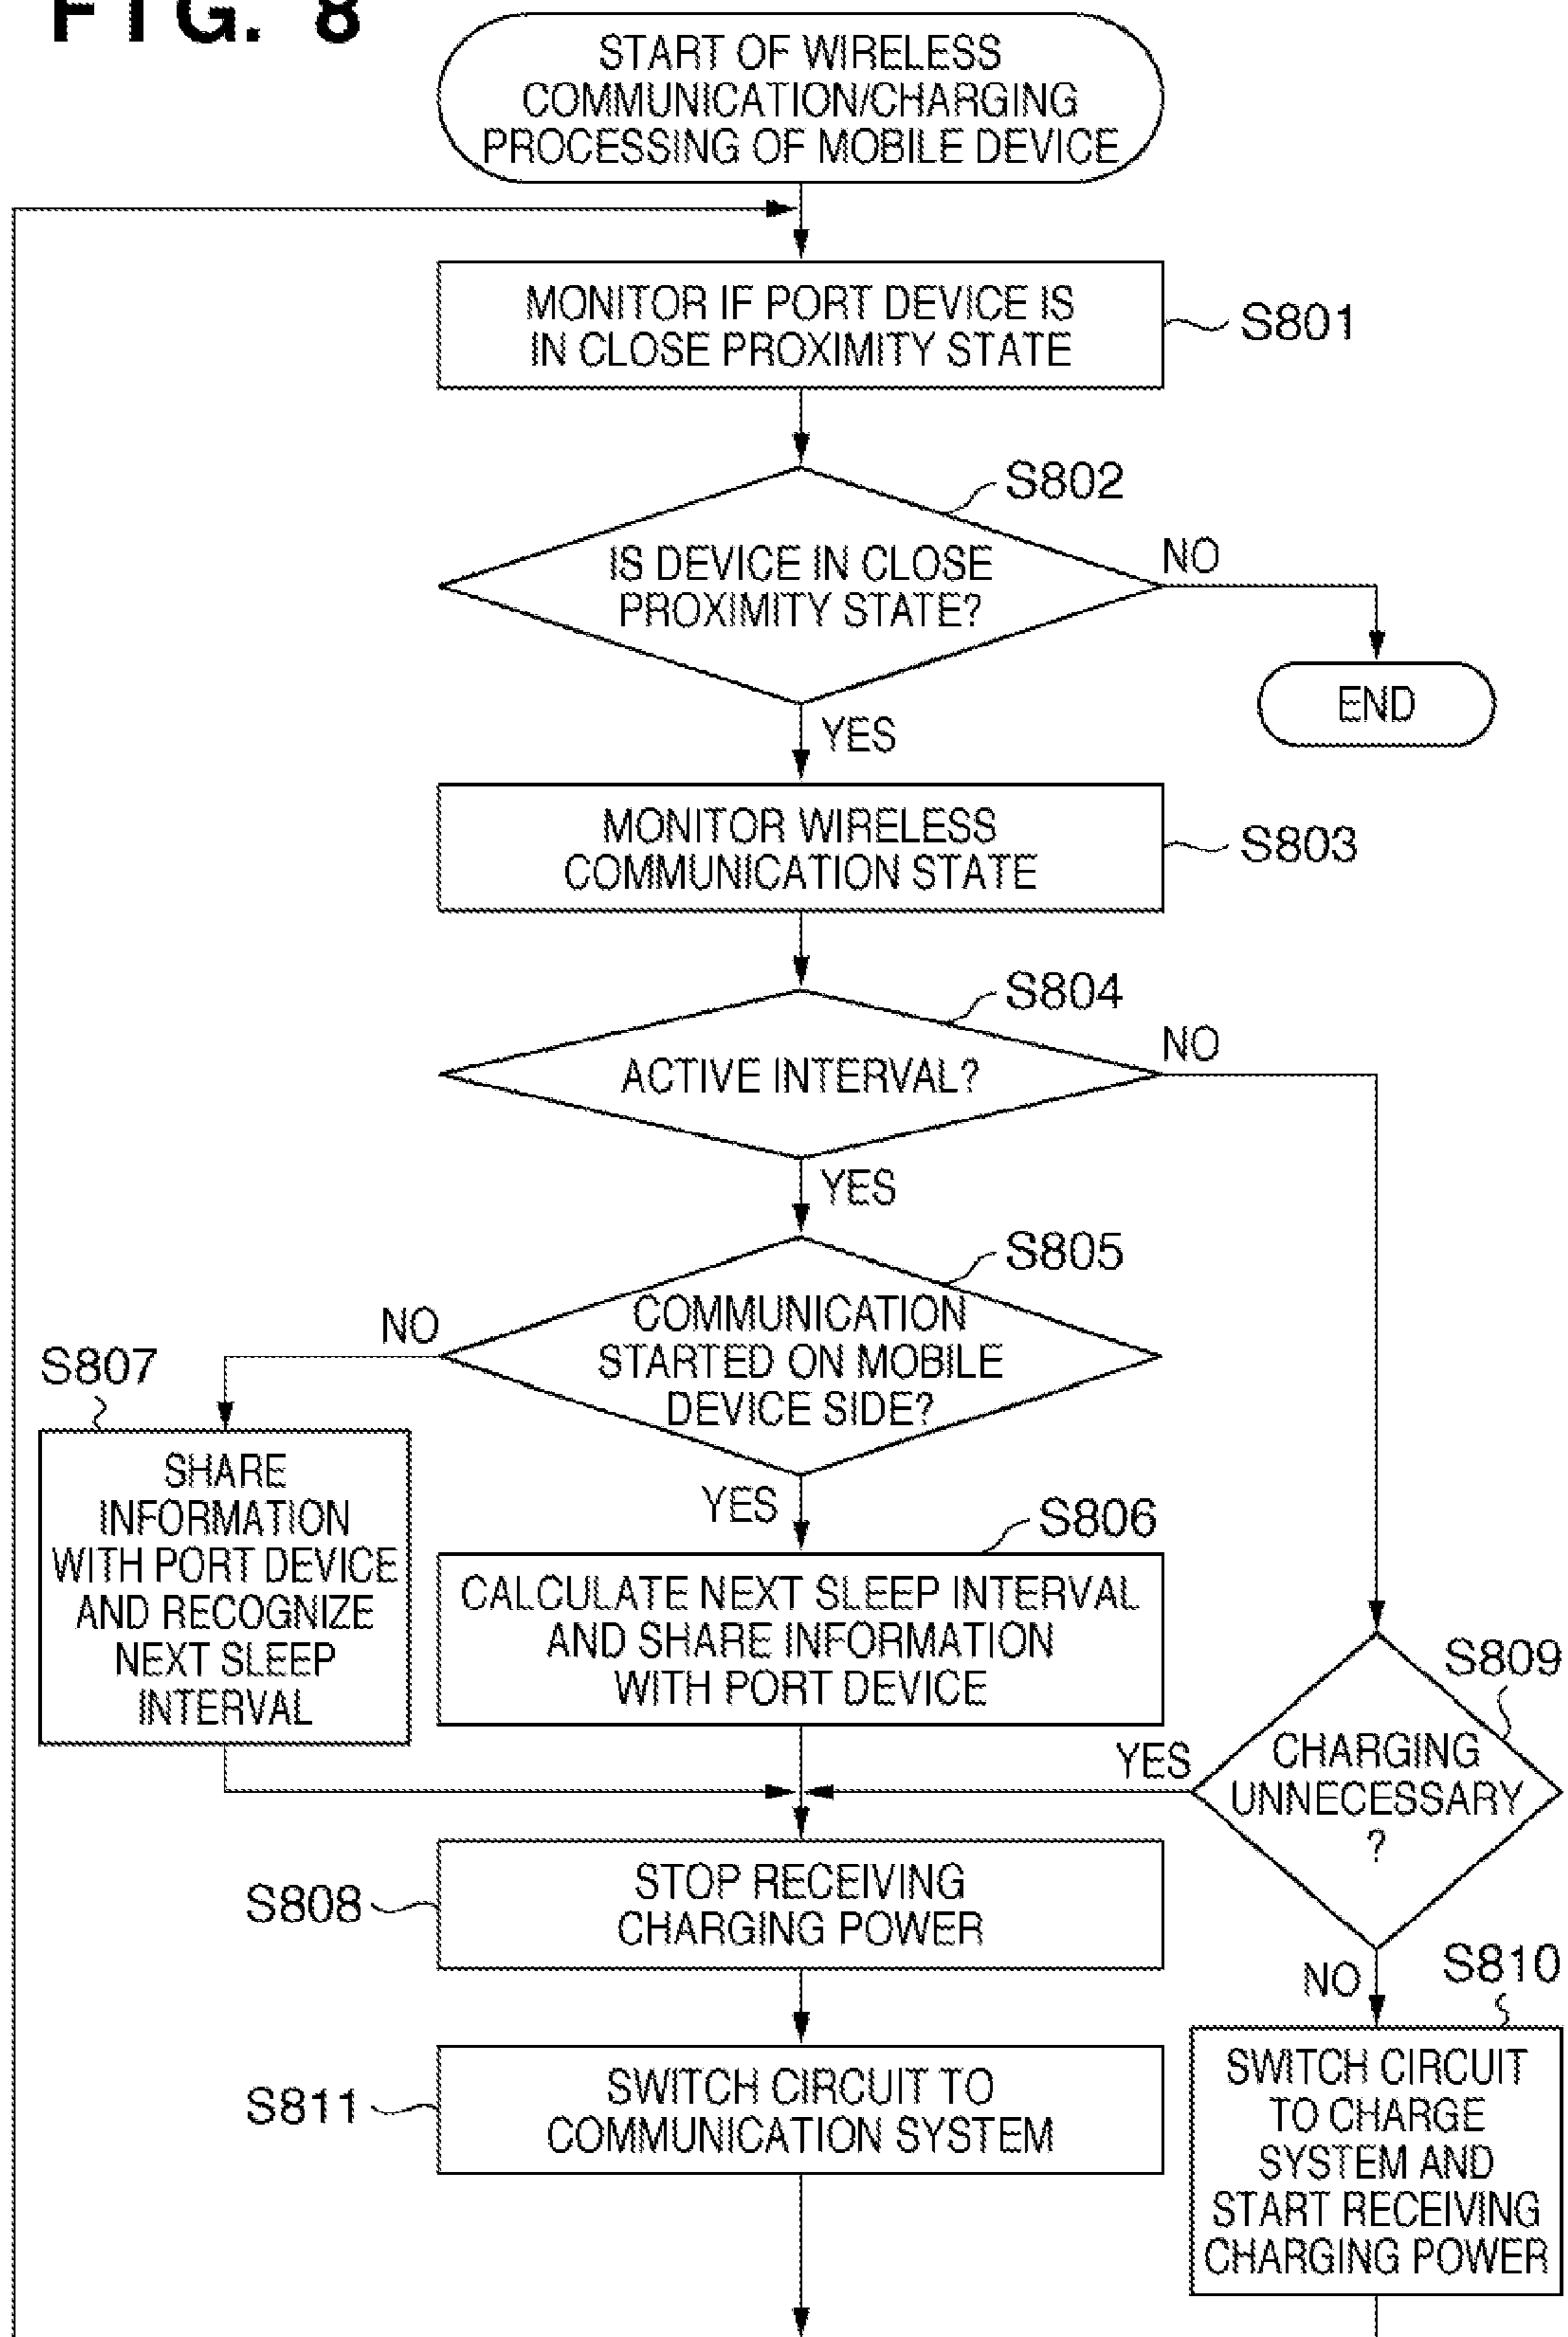 FIG. 8
START OF WIRELESS
COMMUNICATION/CHARGING
PROCESSING OF MOBILE DEVICE
MONITOR IF PORT DEVICE IS
IN CLOSE PROXIMITY STATE
S801
S802
IS DEVICE IN CLOSE
PROXIMITY STATE?
NO
END
YES
MONITOR WIRELESS
COMMUNICATION STATE
S803
S804
ACTIVE INTERVAL?
NO
YES
S805
COMMUNICATION
STARTED ON MOBILE
DEVICE SIDE?
NO
S807
SHARE
INFORMATION
WITH PORT DEVICE
AND RECOGNIZE
NEXT SLEEP
INTERVAL
YES
S806
CALCULATE NEXT SLEEP INTERVAL
AND SHARE INFORMATION
WITH PORT DEVICE
S809
CHARGING
UNNECESSARY
?
YES
S808
STOP RECEIVING
CHARGING POWER
NO
S810
SWITCH CIRCUIT
TO CHARGE
SYSTEM AND
START RECEIVING
CHARGING POWER
S811
SWITCH CIRCUIT TO
COMMUNICATION SYSTEM